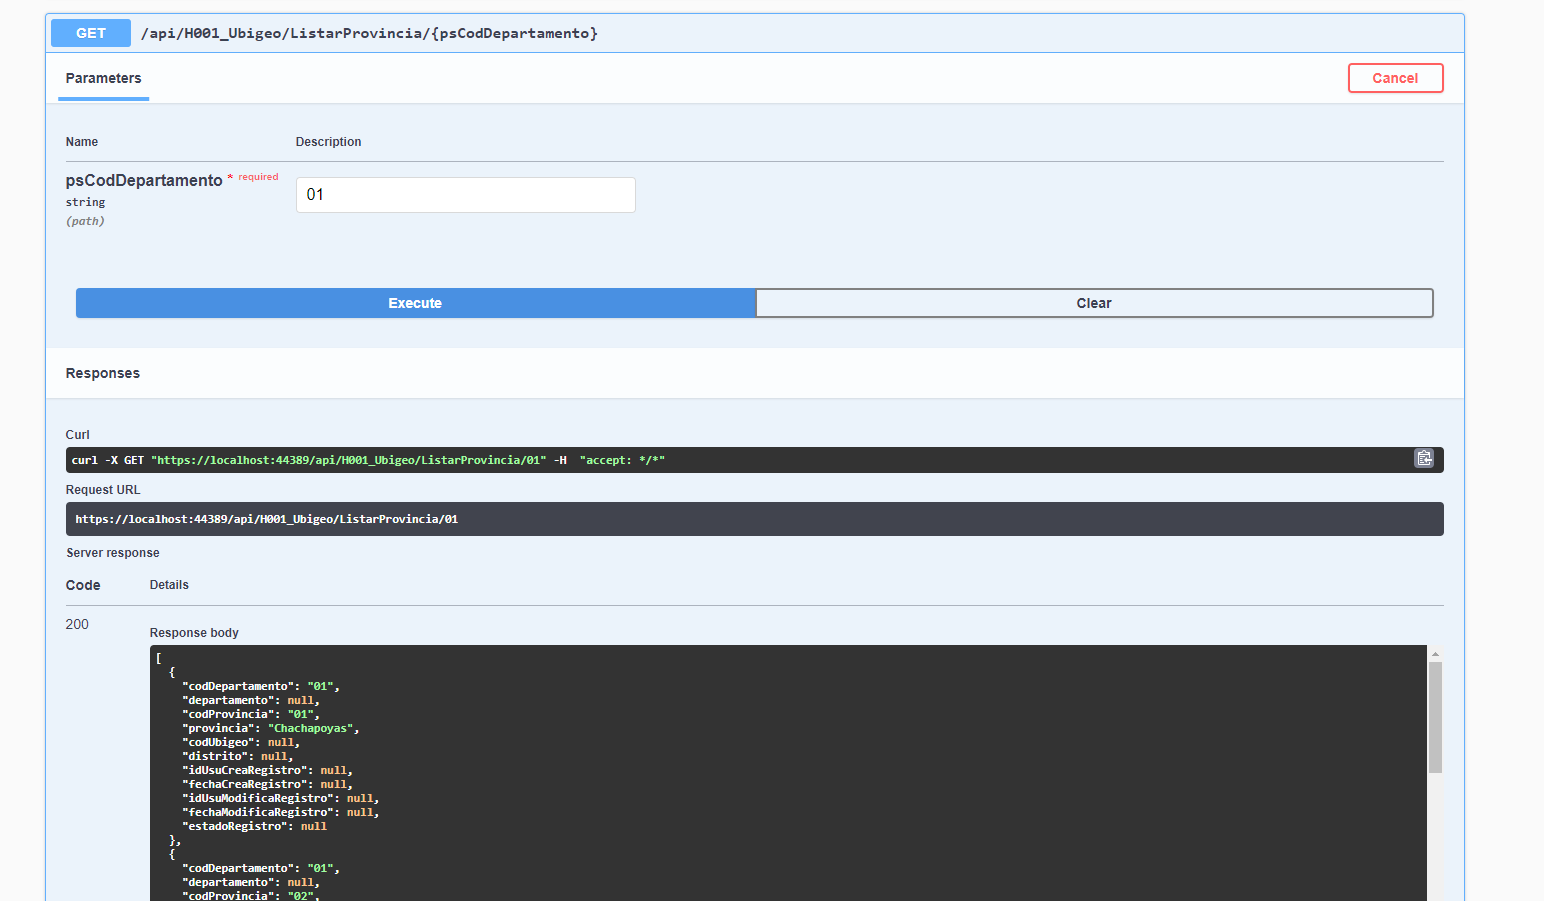 GET /api/H001_Ubigeo/ListarProvincia/{psCodDepartamento}
Parameters
Cancel
Name Description
psCodDepartamento * required
string
(path)
01
Execute Clear
Responses
Curl
curl -X GET "https://localhost:44389/api/H001_Ubigeo/ListarProvincia/01" -H  "accept: */*"
Request URL
https://localhost:44389/api/H001_Ubigeo/ListarProvincia/01
Server response
Code Details
200
Response body
[
  {
    "codDepartamento": "01",
    "departamento": null,
    "codProvincia": "01",
    "provincia": "Chachapoyas",
    "codUbigeo": null,
    "distrito": null,
    "idUsuCreaRegistro": null,
    "fechaCreaRegistro": null,
    "idUsuModificaRegistro": null,
    "fechaModificaRegistro": null,
    "estadoRegistro": null
  },
  {
    "codDepartamento": "01",
    "departamento": null,
    "codProvincia": "02",